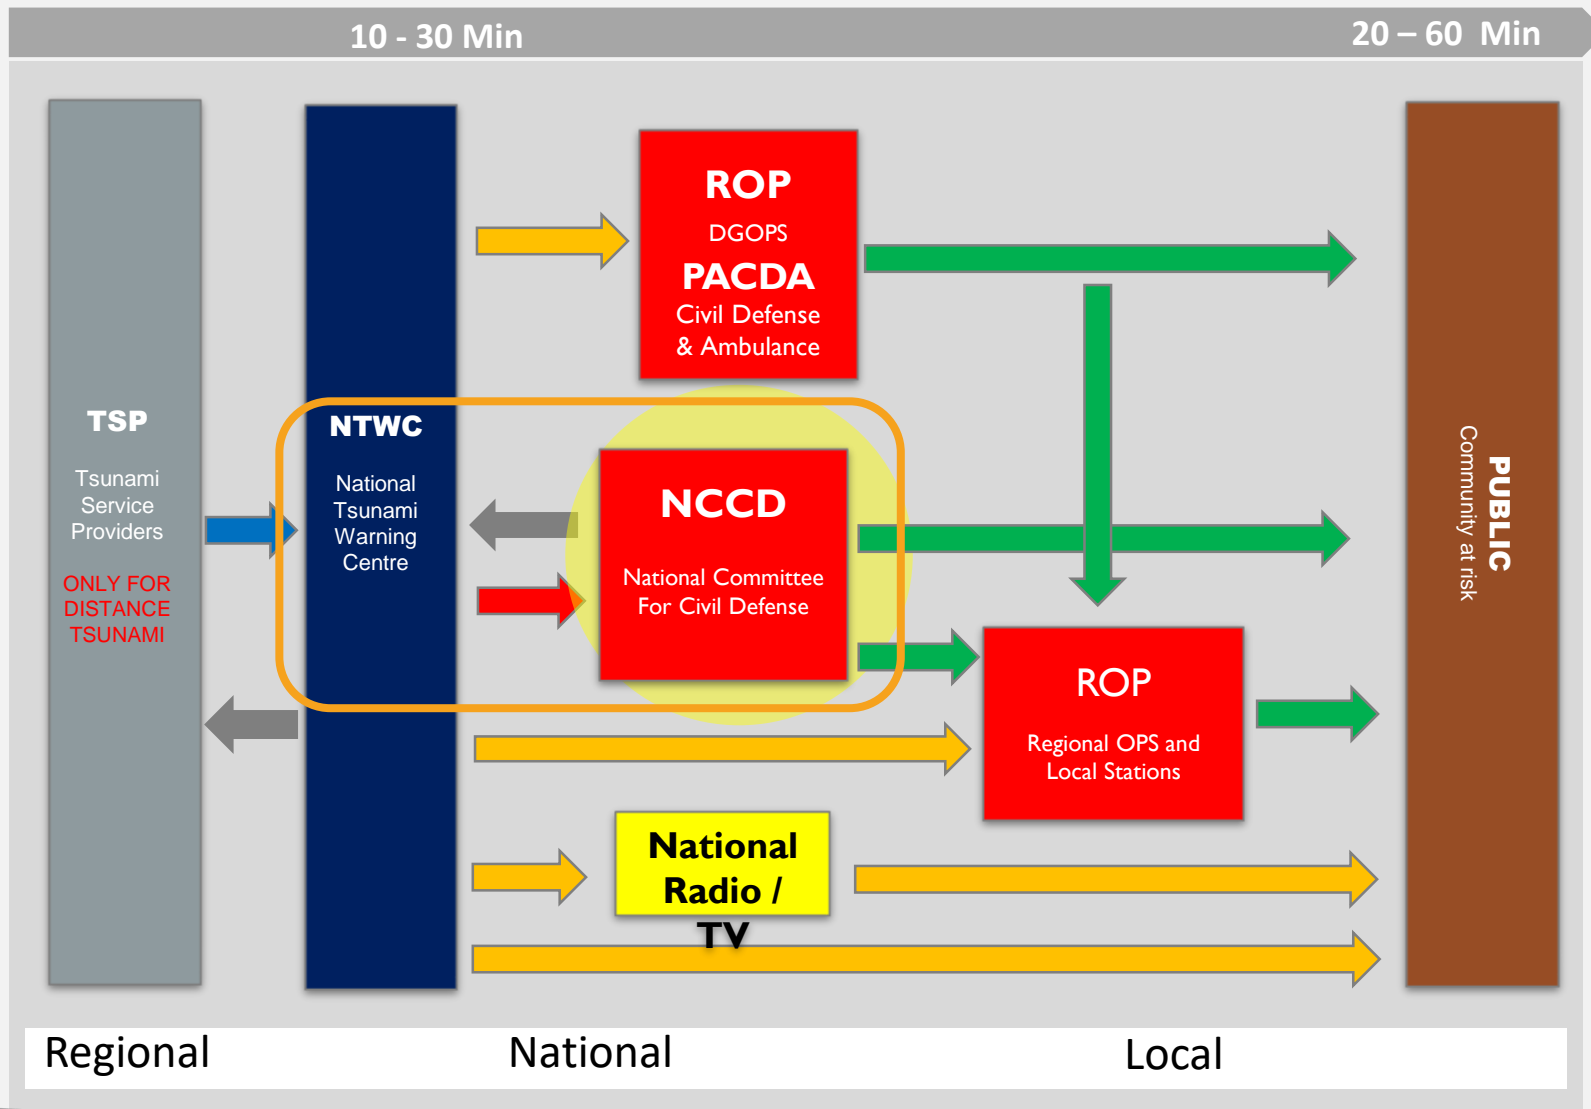 10 - 30 Min
20 – 60 Min
TSP
Tsunami
Service
Providers
ONLY FOR
DISTANCE
TSUNAMI
NTWC
National
Tsunami
Warning
Centre
ROP
DGOPS
PACDA
Civil Defense
& Ambulance
NCCD
National Committee
For Civil Defense
ROP
Regional OPS and
Local Stations
National
Radio /
TV
PUBLIC
Community at risk
Regional
National
Local